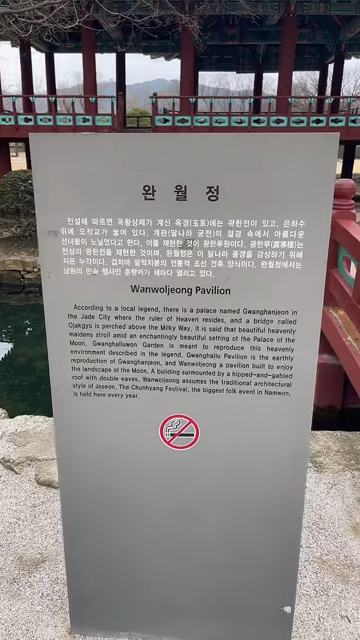 완월정
전설에 따르면 옥황상제가 계신 옥경(玉京)에는 광한전이 있고, 은하수
위에 오작교가 놓여 있다. 계관(달나라 궁전)의 절경 속에서 아름다운
선녀들이 노닐었다고 한다. 이를 재현한 것이 광한루원이다. 광한루(廣寒樓)는
천상의 광한전을 재현한 것이며, 완월정은 이 달나라 풍경을 감상하기 위해
지은 누각이다. 겹처마 팔작지붕의 전통적 조선 건축 양식이다. 완월정에서는
남원의 민속 행사인 춘향제가 해마다 열리고 있다.
Wanwoljeong Pavilion
According to a local legend, there is a palace named Gwanghanjeon in
the Jade City where the ruler of Heaven resides, and a bridge called
Ojakgyo is perched above the Milky Way. It is said that beautiful heavenly
maidens stroll amid an enchantingly beautiful setting of the Palace of the
Moon. Gwanghalluwon Garden is meant to reproduce this heavenly
environment described in the legend, Gwanghallu Pavilion is the earthly
reproduction of Gwanghanjeon, and Wanwoljeong a pavilion built to enjoy
the landscape of the Moon. A building surmounted by a hipped-and-gabled
roof with double eaves, Wanwoljeong assumes the traditional architectural
style of Joseon. The Chunhyang Festival, the biggest folk event in Namwon,
is held here every year.